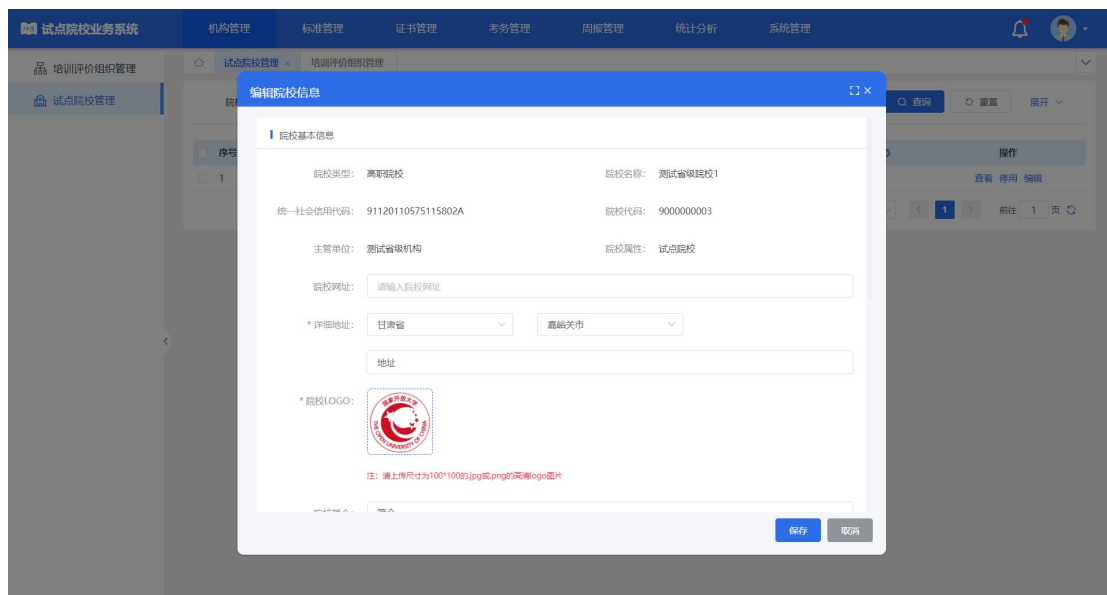 试点院校业务系统 机构管理 标准管理 证书管理 考务管理 周报管理 统计分析 系统管理
培训评价组织管理 试点院校管理 × 培训评价组织管理
试点院校管理
编辑院校信息
查询 重置 展开
院校基本信息
序号 操作
院校类型： 高职院校 院校名称： 测试省级院校1
1 查看 停用 编辑
统一社会信用代码： 91120110575115802A 院校代码： 9000000003
1 前往 1 页
主管单位： 测试省级机构 院校属性： 试点院校
院校网址： 请输入院校网址
* 详细地址： 甘肃省 嘉峪关市
地址
* 院校LOGO：
国家开放大学
THE OPEN UNIVERSITY OF CHINA
注：请上传尺寸为100*100的.jpg或.png的高清logo图片
保存 取消